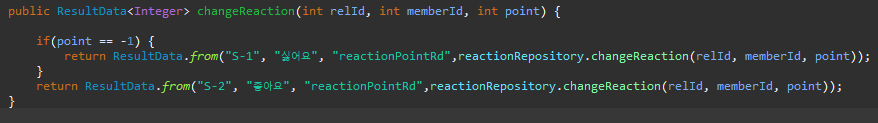 public ResultData<Integer> changeReaction(int relId, int memberId, int point) {
if(point == -1) {
return ResultData.from("S-1", "싫어요", "reactionPointRd",reactionRepository.changeReaction(relId, memberId, point));
}
return ResultData.from("S-2", "좋아요", "reactionPointRd",reactionRepository.changeReaction(relId, memberId, point));
}